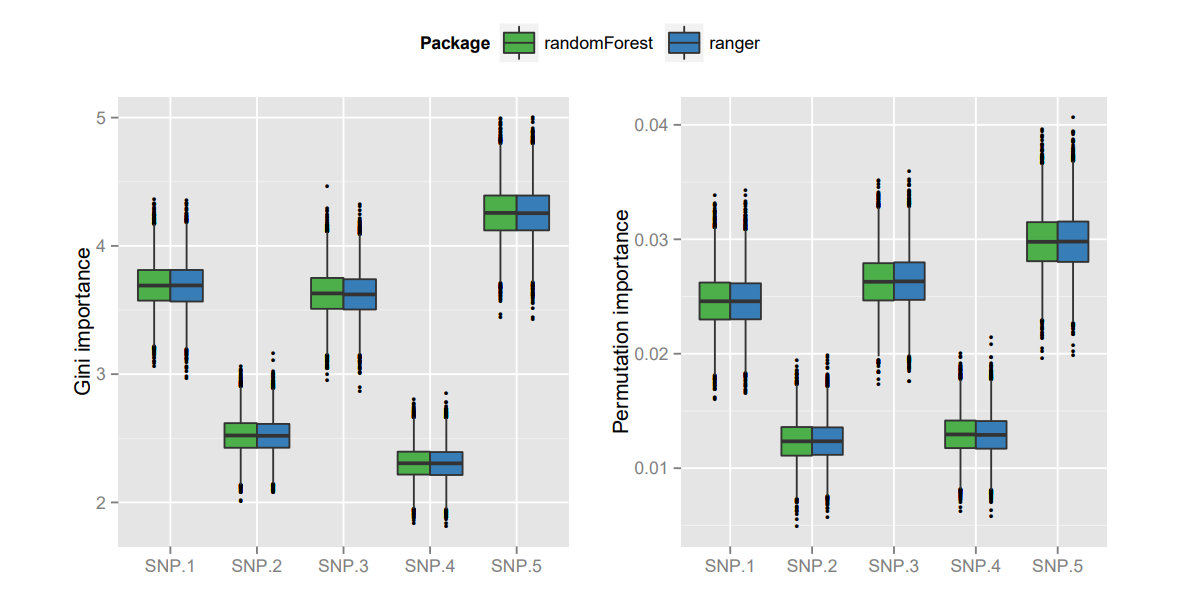 Package randomForest ranger
Gini importance
5
4
3
2
SNP.1 SNP.2 SNP.3 SNP.4 SNP.5
Permutation importance
0.04
0.03
0.02
0.01
SNP.1 SNP.2 SNP.3 SNP.4 SNP.5